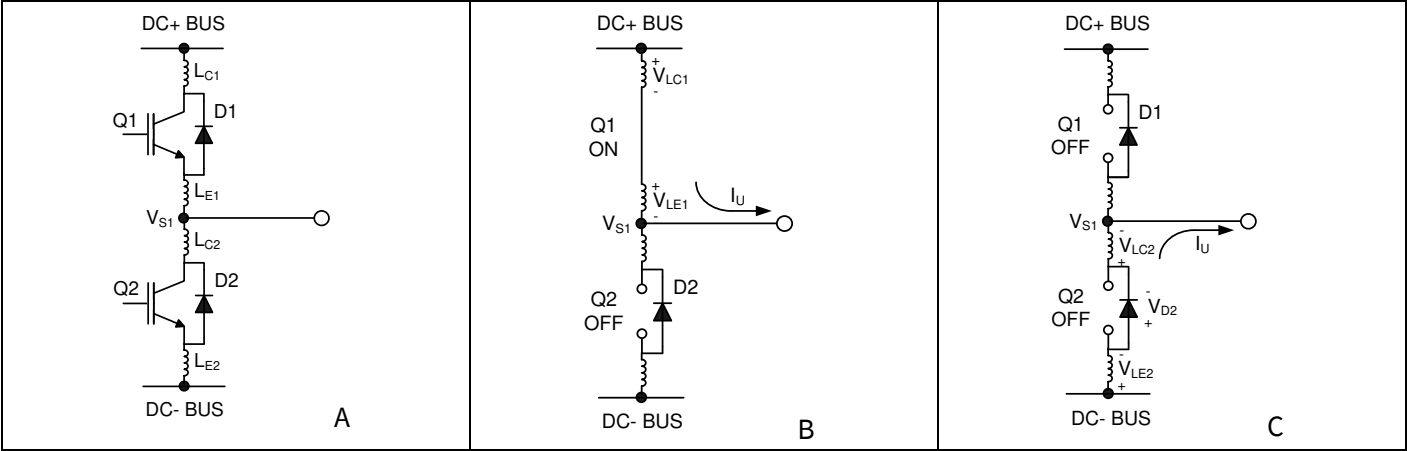 DC+ BUS
LC1
D1
Q1
LE1
VS1
LC2
D2
Q2
LE2
DC- BUS
A
DC+ BUS
+
VLC1
-
Q1
ON
+
VLE1
-
IU
VS1
D2
Q2
OFF
DC- BUS
B
DC+ BUS
D1
Q1
OFF
VS1
-
VLC2
+
IU
Q2
OFF
-
VD2
+
-
VLE2
+
DC- BUS
C